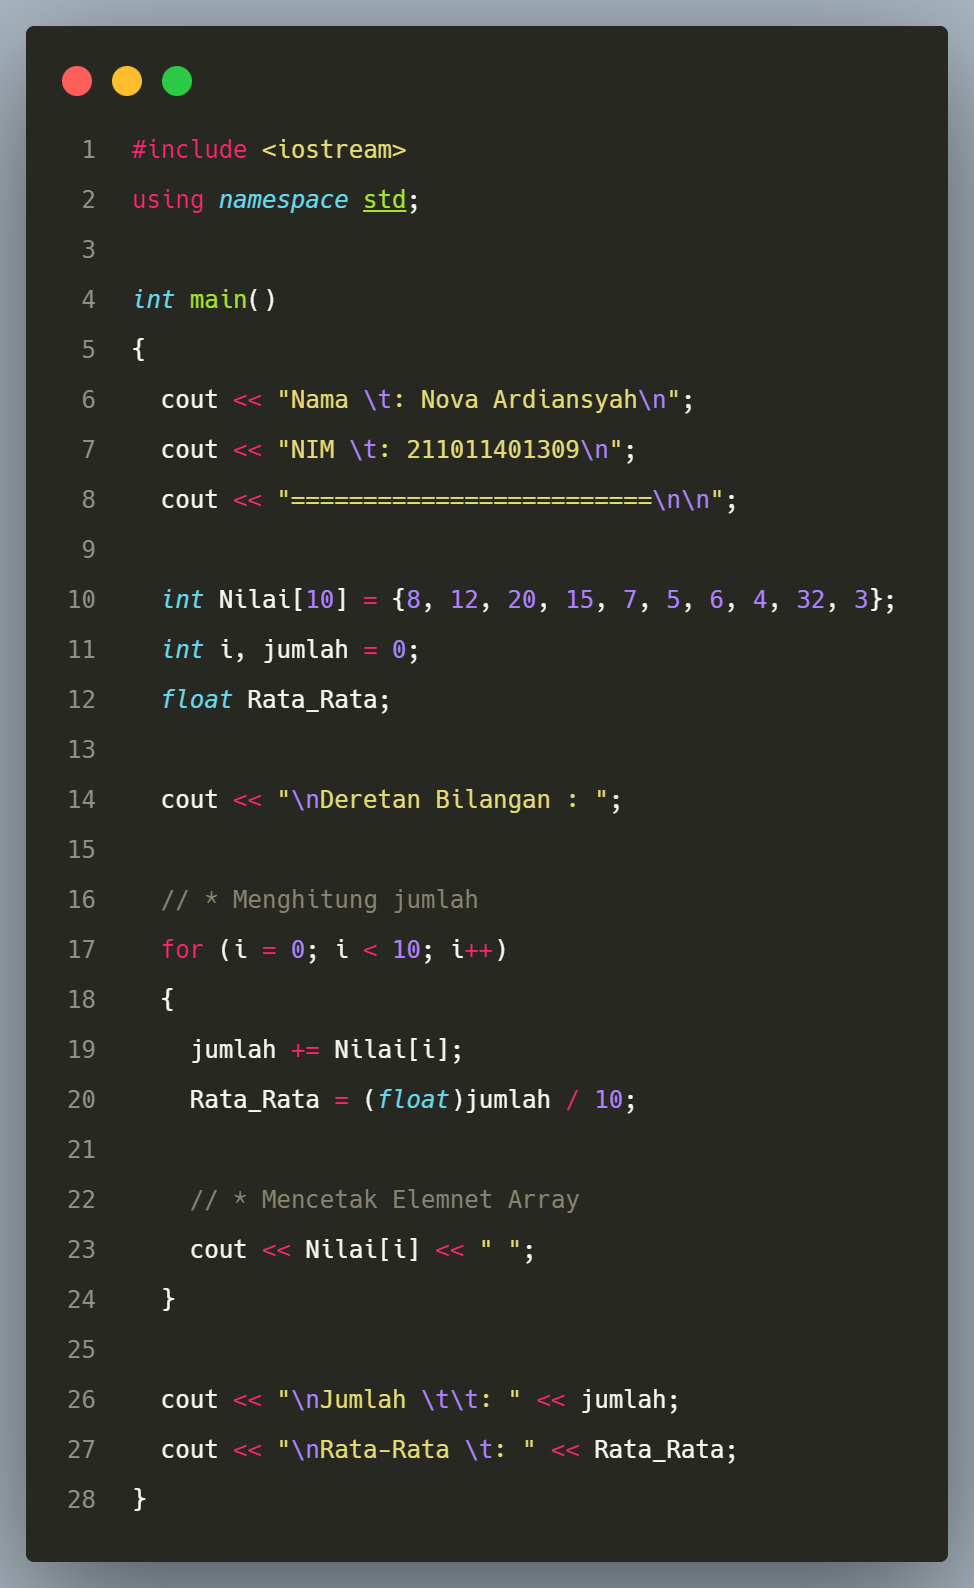 1 #include <iostream>
2 using namespace std;
3
4 int main()
5 {
6   cout << "Nama \t: Nova Ardiansyah\n";
7   cout << "NIM \t: 211011401309\n";
8   cout << "=========================\n\n";
9
10   int Nilai[10] = {8, 12, 20, 15, 7, 5, 6, 4, 32, 3};
11   int i, jumlah = 0;
12   float Rata_Rata;
13
14   cout << "\nDeretan Bilangan : ";
15
16   // * Menghitung jumlah
17   for (i = 0; i < 10; i++)
18   {
19     jumlah += Nilai[i];
20     Rata_Rata = (float)jumlah / 10;
21
22     // * Mencetak Elemnet Array
23     cout << Nilai[i] << " ";
24   }
25
26   cout << "\nJumlah \t\t: " << jumlah;
27   cout << "\nRata-Rata \t: " << Rata_Rata;
28 }